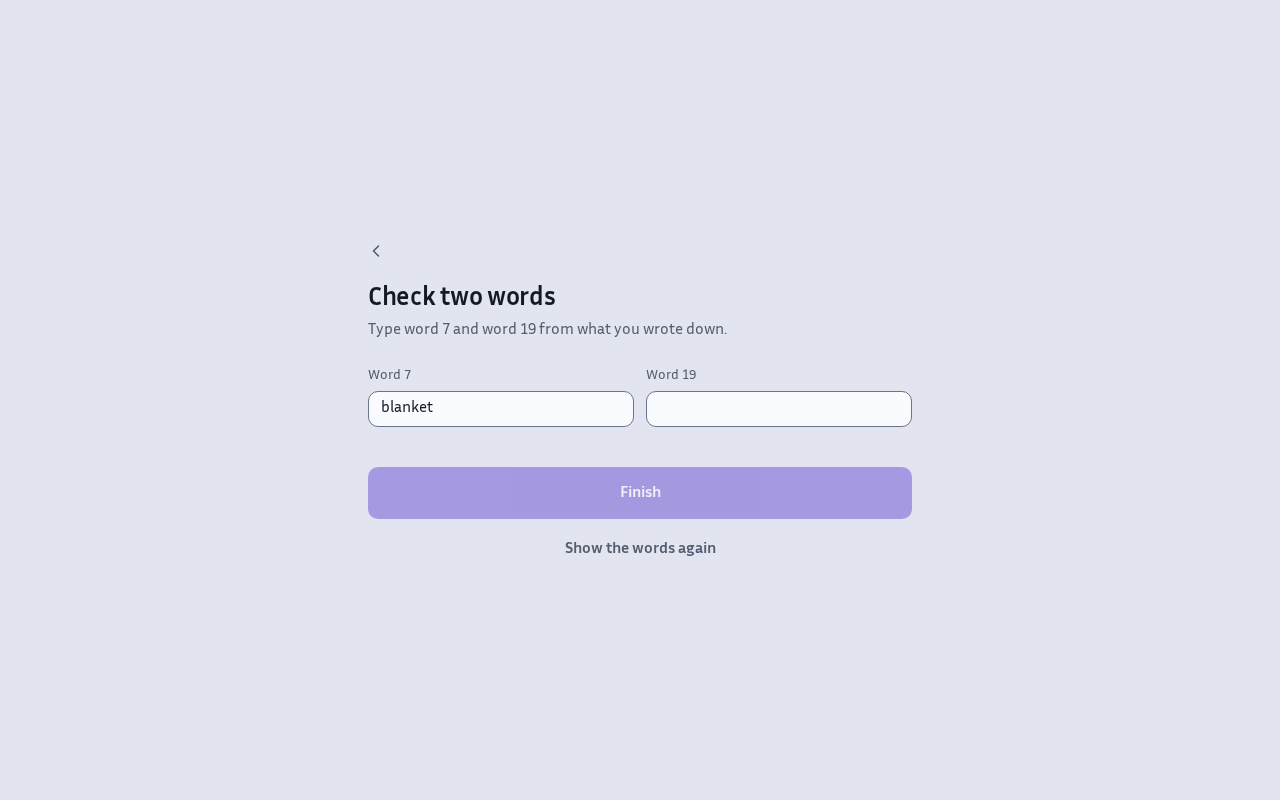 Check two words
Type word 7 and word 19 from what you wrote down.
Word 7
Word 19
blanket
Finish
Show the words again